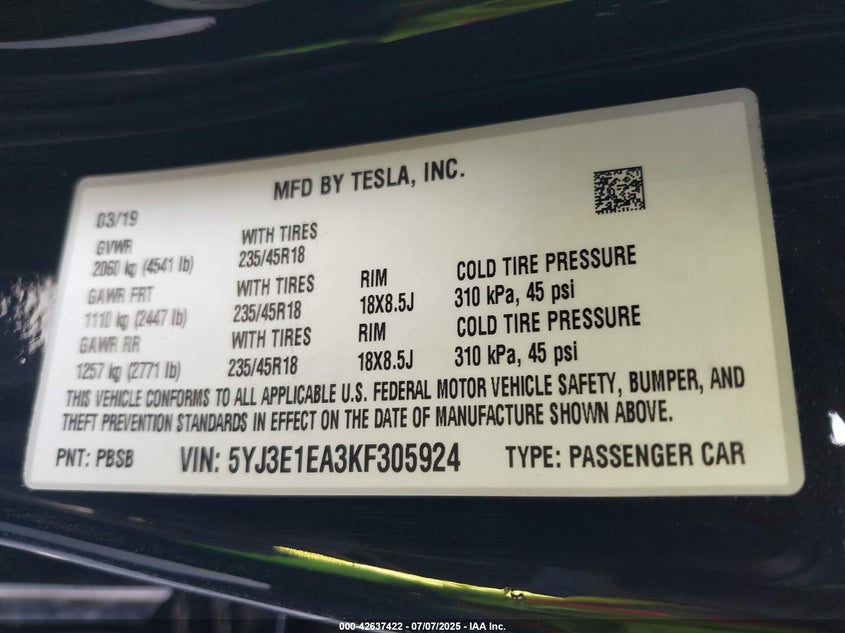 MFD BY TESLA, INC.
03/19
GVWR
2060 kg (4541 lb)
WITH TIRES
235/45R18
GAWR FRT
1110 kg (2447 lb)
WITH TIRES
235/45R18
RIM
18X8.5J
COLD TIRE PRESSURE
310 kPa, 45 psi
GAWR RR
1257 kg (2771 lb)
WITH TIRES
235/45R18
RIM
18X8.5J
COLD TIRE PRESSURE
310 kPa, 45 psi
THIS VEHICLE CONFORMS TO ALL APPLICABLE U.S. FEDERAL MOTOR VEHICLE SAFETY, BUMPER, AND
THEFT PREVENTION STANDARDS IN EFFECT ON THE DATE OF MANUFACTURE SHOWN ABOVE.
PNT: PBSB VIN: 5YJ3E1EA3KF305924 TYPE: PASSENGER CAR
000-42637422 - 07/07/2025 - IAA Inc.